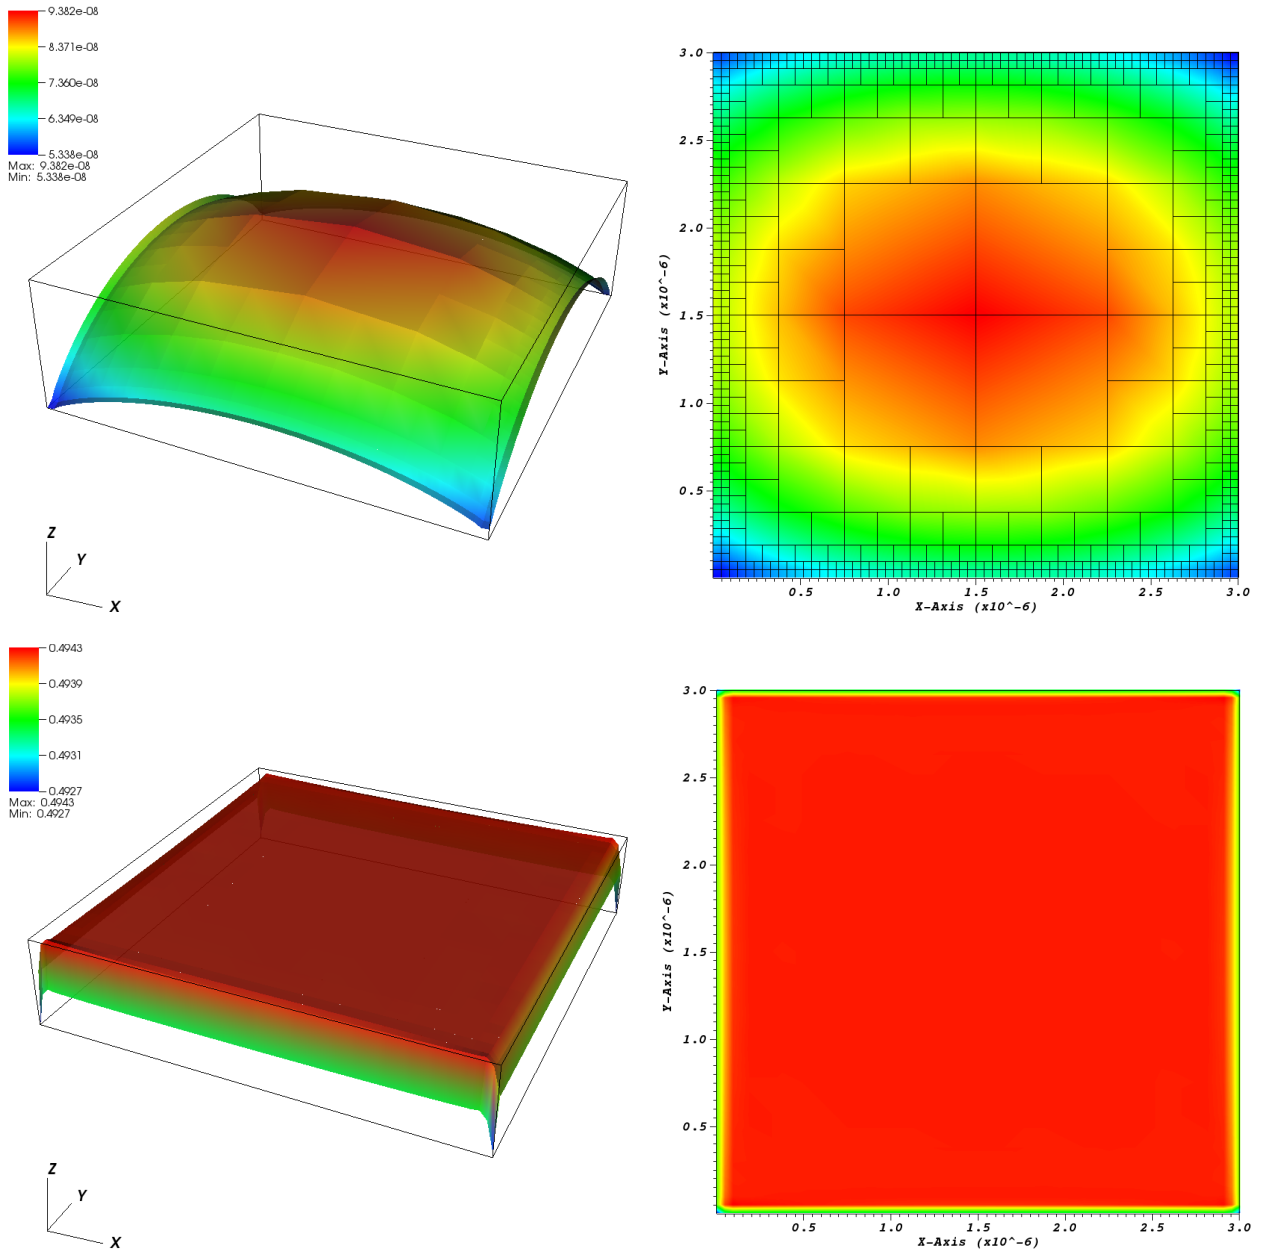 9.382e-08
8.371e-08
7.360e-08
6.349e-08
5.338e-08
Max: 9.382e-08
Min: 5.338e-08
Z
Y
X
3.0
2.5
2.0
1.5
1.0
0.5
Y-Axis (x10^-6)
0.5 1.0 1.5 2.0 2.5 3.0
X-Axis (x10^-6)
0.4943
0.4939
0.4935
0.4931
0.4927
Max: 0.4943
Min: 0.4927
Z
Y
X
3.0
2.5
2.0
1.5
1.0
0.5
Y-Axis (x10^-6)
0.5 1.0 1.5 2.0 2.5 3.0
X-Axis (x10^-6)